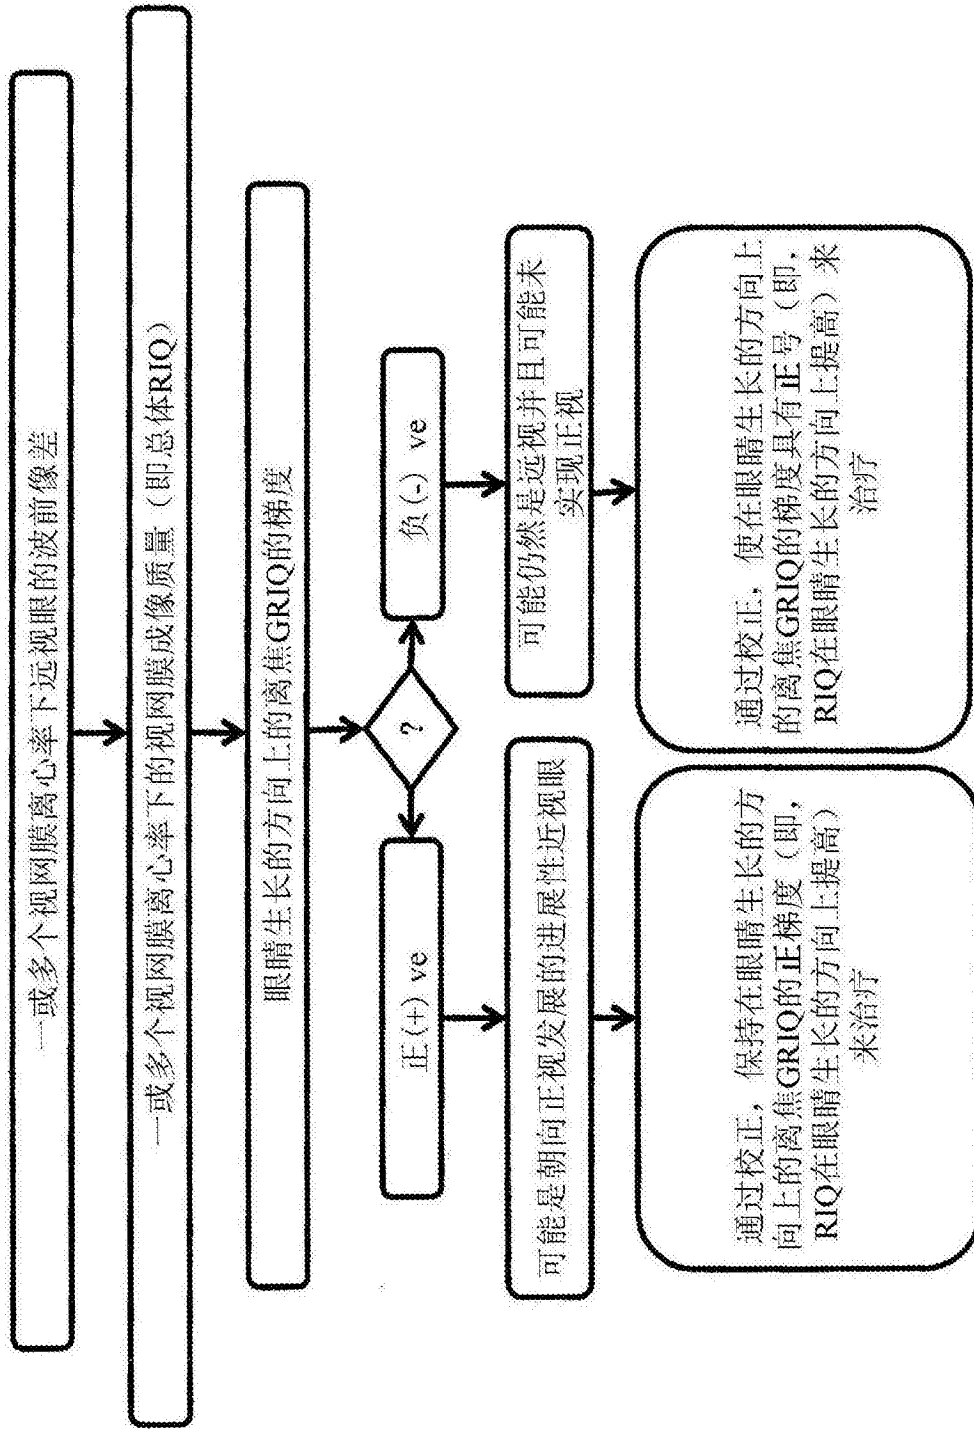 一或多个视网膜离心率下远视眼的波前像差
一或多个视网膜离心率下的视网膜成像质量（即总体RIQ）
眼睛生长的方向上的离焦GRIQ的梯度
?
正(+) ve
负(-) ve
可能是朝向正视发展的进展性近视眼
可能仍然是远视并且可能未
实现正视
通过校正，保持在眼睛生长的方
向上的离焦GRIQ的正梯度（即，
RIQ在眼睛生长的方向上提高）
来治疗
通过校正，使在眼睛生长的方向上
的离焦GRIQ的梯度具有正号（即，
RIQ在眼睛生长的方向上提高）来
治疗